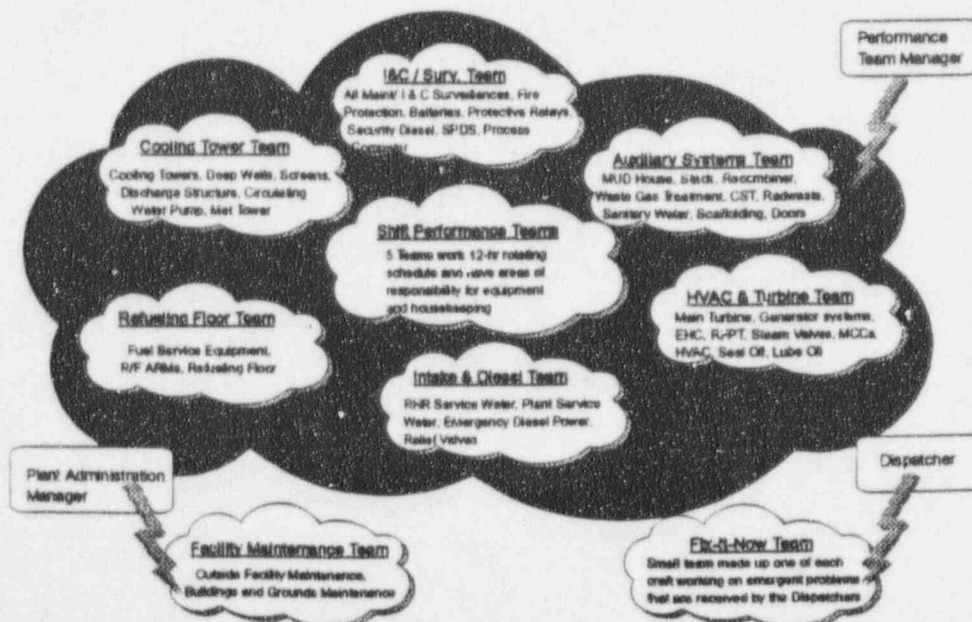 Performance
Team Manager
I&C / Surv. Team
All Maint/ I & C Surveillances, Fire
Protection, Batteries, Protective Relays,
Security Diesel, SPDS, Process
Computer
Cooling Tower Team
Cooling Towers, Deep Wells, Screens,
Discharge Structure, Circulating
Water Pump, Met Tower
Auxiliary Systems Team
MUD House, Stack, Recombiner,
Waste Gas Treatment, CST, Radwaste,
Sanitary Water, Scaffolding, Doors
Shift Performance Teams
5 Teams work 12-hr rotating
schedule and have areas of
responsibility for equipment
and housekeeping
HVAC & Turbine Team
Main Turbine, Generator systems,
EHC, Steam Valves, MCCs
HVAC, Seal Oil, Lube Oil
Refueling Floor Team
Fuel Service Equipment,
R/F ARMs, Refueling Floor
Intake & Diesel Team
RHR Service Water, Plant Service
Water, Emergency Diesel Power,
Relief Valves
Plant Administration
Manager
Dispatcher
Facility Maintenance Team
Outside Facility Maintenance,
Buildings and Grounds Maintenance
Fix-It-Now Team
Small team made up one of each
craft working on emergent problems
that are received by the Dispatchers